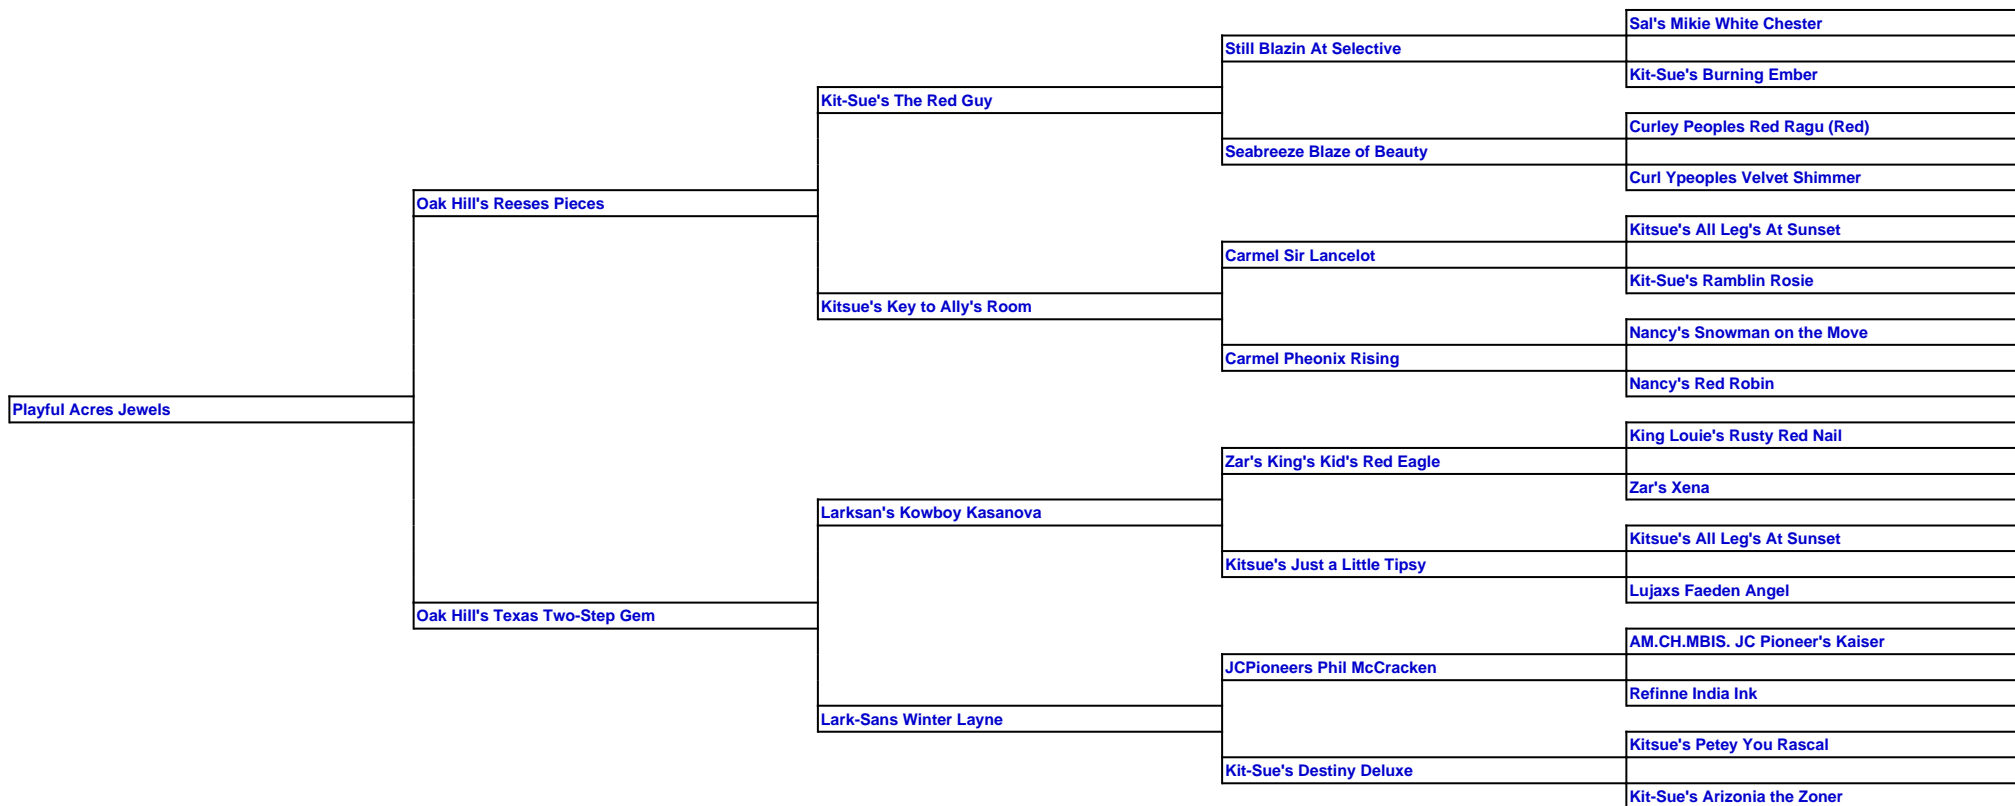 Sal's Mikie White Chester
Still Blazin At Selective
Kit-Sue's Burning Ember
Kit-Sue's The Red Guy
Curley Peoples Red Ragu (Red)
Seabreeze Blaze of Beauty
Curl Ypeoples Velvet Shimmer
Oak Hill's Reeses Pieces
Kitsue's All Leg's At Sunset
Carmel Sir Lancelot
Kit-Sue's Ramblin Rosie
Kitsue's Key to Ally's Room
Nancy's Snowman on the Move
Carmel Pheonix Rising
Nancy's Red Robin
Playful Acres Jewels
King Louie's Rusty Red Nail
Zar's King's Kid's Red Eagle
Zar's Xena
Larksan's Kowboy Kasanova
Kitsue's All Leg's At Sunset
Kitsue's Just a Little Tipsy
Lujaxs Faeden Angel
Oak Hill's Texas Two-Step Gem
AM.CH.MBIS. JC Pioneer's Kaiser
JCPioneers Phil McCracken
Refinne India Ink
Lark-Sans Winter Layne
Kitsue's Petey You Rascal
Kit-Sue's Destiny Deluxe
Kit-Sue's Arizonia the Zoner